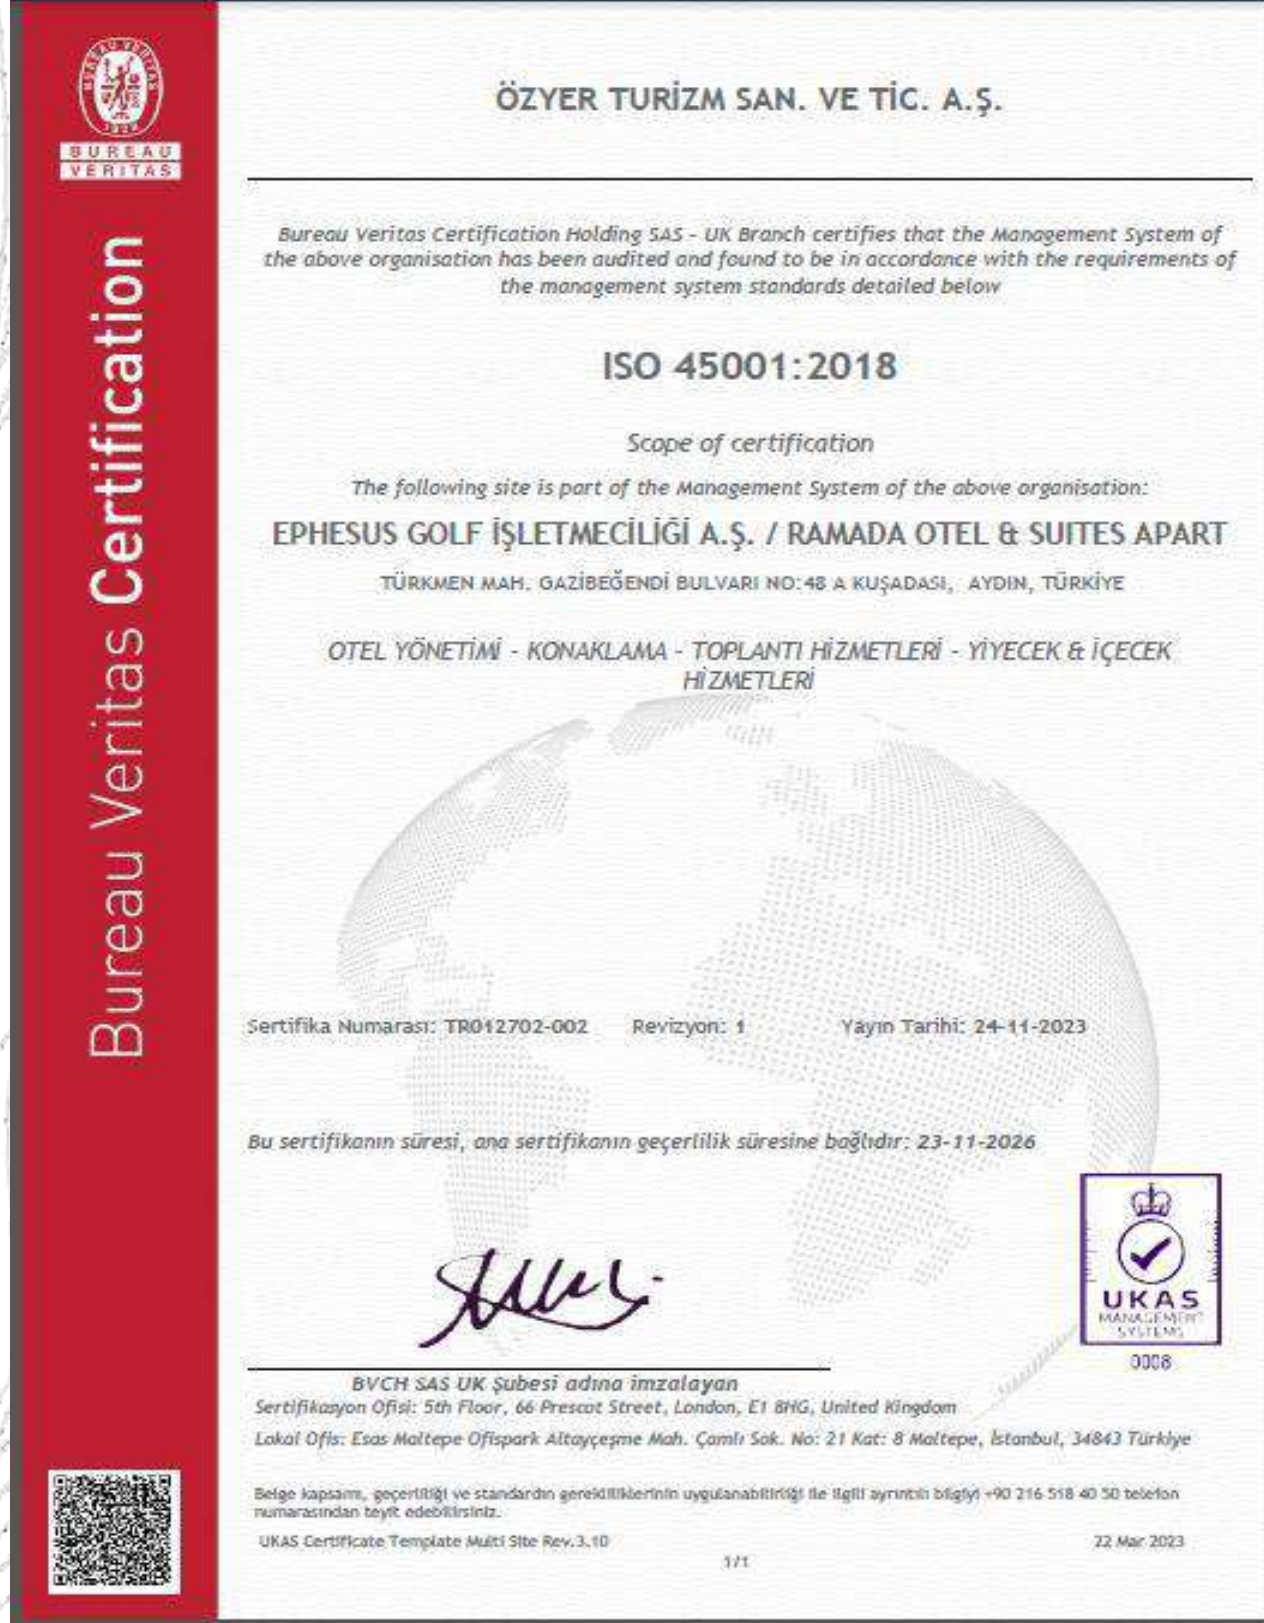 BUREAU VERITAS
1828
BUREAU
VERITAS
Bureau Veritas Certification
ÖZYER TURİZM SAN. VE TİC. A.Ş.
Bureau Veritas Certification Holding SAS – UK Branch certifies that the Management System of
the above organisation has been audited and found to be in accordance with the requirements of
the management system standards detailed below
ISO 45001:2018
Scope of certification
The following site is part of the Management System of the above organisation:
EPHESUS GOLF İŞLETMECİLİĞİ A.Ş. / RAMADA OTEL & SUITES APART
TÜRKMEN MAH. GAZİBEĞENDİ BULVARI NO:48 A KUŞADASI, AYDIN, TÜRKİYE
OTEL YÖNETİMİ - KONAKLAMA - TOPLANTI HİZMETLERİ - YİYECEK & İÇECEK
HİZMETLERİ
Sertifika Numarası: TR012702-002 Revizyon: 1 Yayın Tarihi: 24-11-2023
Bu sertifikanın süresi, ana sertifikanın geçerlilik süresine bağlıdır: 23-11-2026
UKAS
MANAGEMENT
SYSTEMS
0008
BVCH SAS UK Şubesi adına imzalayan
Sertifikasyon Ofisi: 5th Floor, 66 Prescot Street, London, E1 8HG, United Kingdom
Lokal Ofis: Esas Maltepe Ofispark Altayçeşme Mah. Çamlı Sok. No: 21 Kat: 8 Maltepe, İstanbul, 34843 Türkiye
Belge kapsamı, geçerliliği ve standardın gerekliliklerinin uygulanabilirliği ile ilgili ayrıntılı bilgiyi +90 216 518 40 50 telefon
numarasından teyit edebilirsiniz.
UKAS Certificate Template Multi Site Rev.3.10
22 Mar 2023
1/1